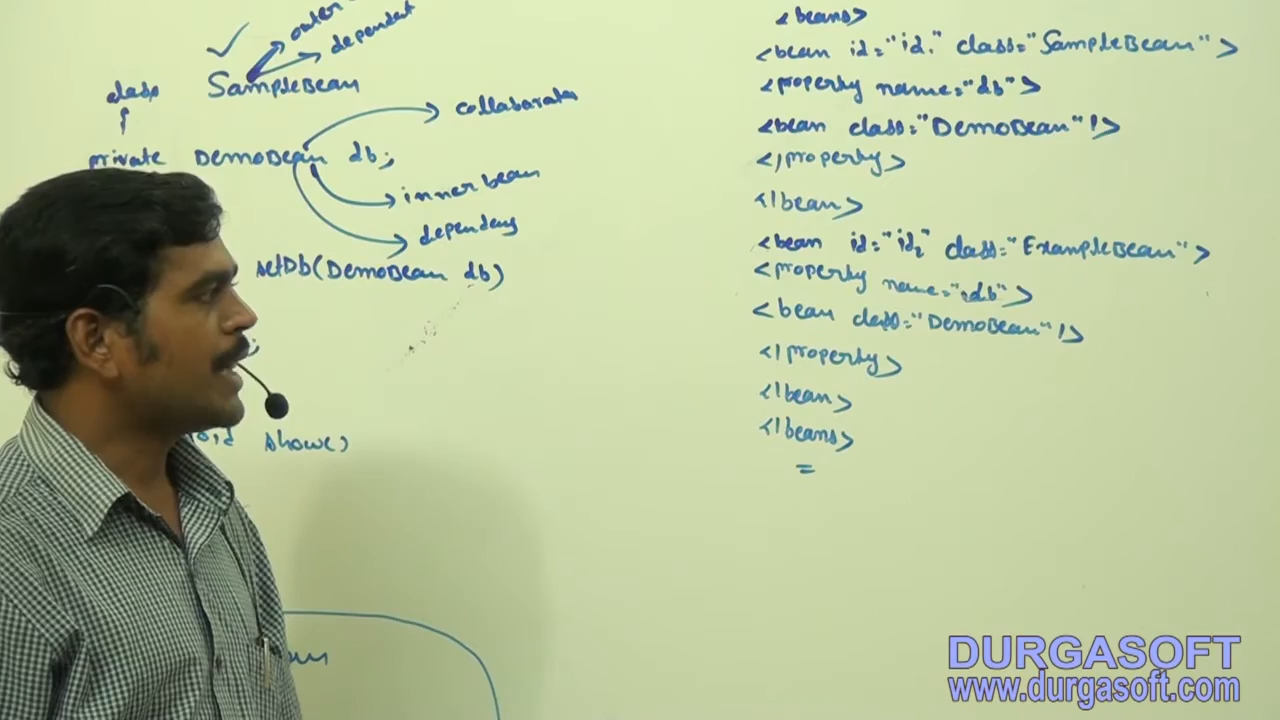 outer
dependent
class SampleBean
{
collabarator
private DemoBean db;
inner bean
dependency
setDb(DemoBean db)
show()
<beans>
<bean id="id1" class="SampleBean">
<property name="db">
<bean class="DemoBean"/>
</property>
</bean>
<bean id="id2" class="ExampleBean">
<property name="db">
<bean class="DemoBean"/>
</property>
</bean>
</beans>
=
DURGASOFT
www.durgasoft.com